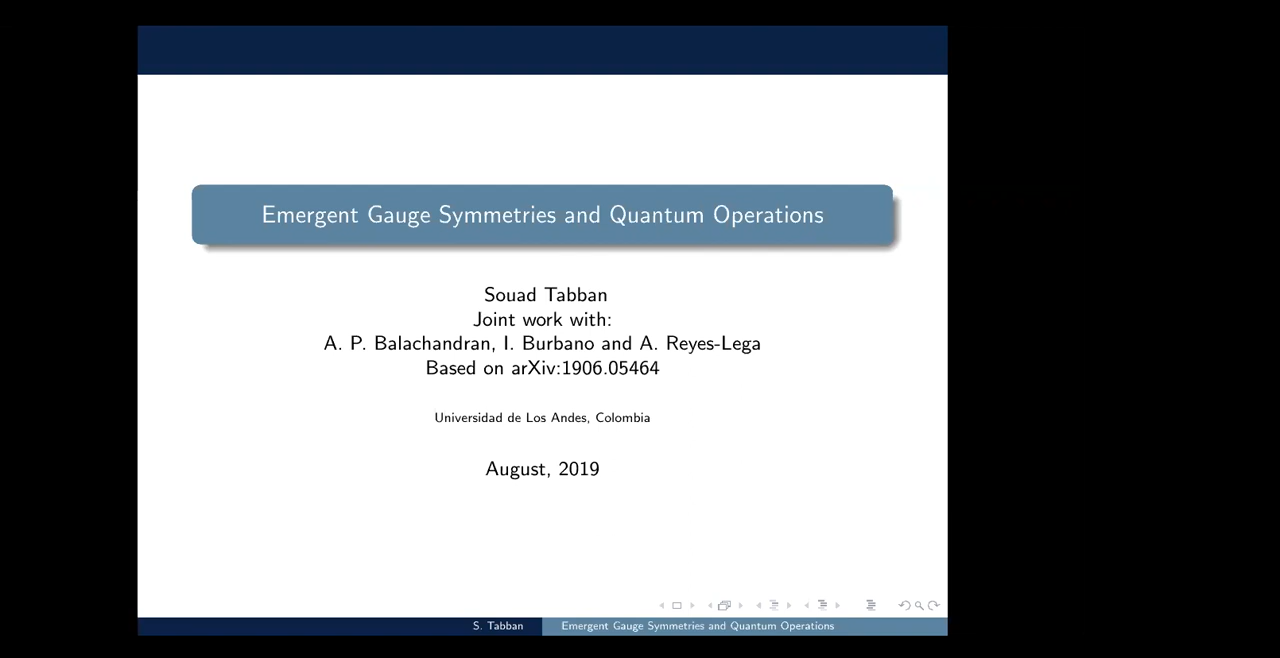 Emergent Gauge Symmetries and Quantum Operations
Souad Tabban
Joint work with:
A. P. Balachandran, I. Burbano and A. Reyes-Lega
Based on arXiv:1906.05464
Universidad de Los Andes, Colombia
August, 2019
S. Tabban
Emergent Gauge Symmetries and Quantum Operations